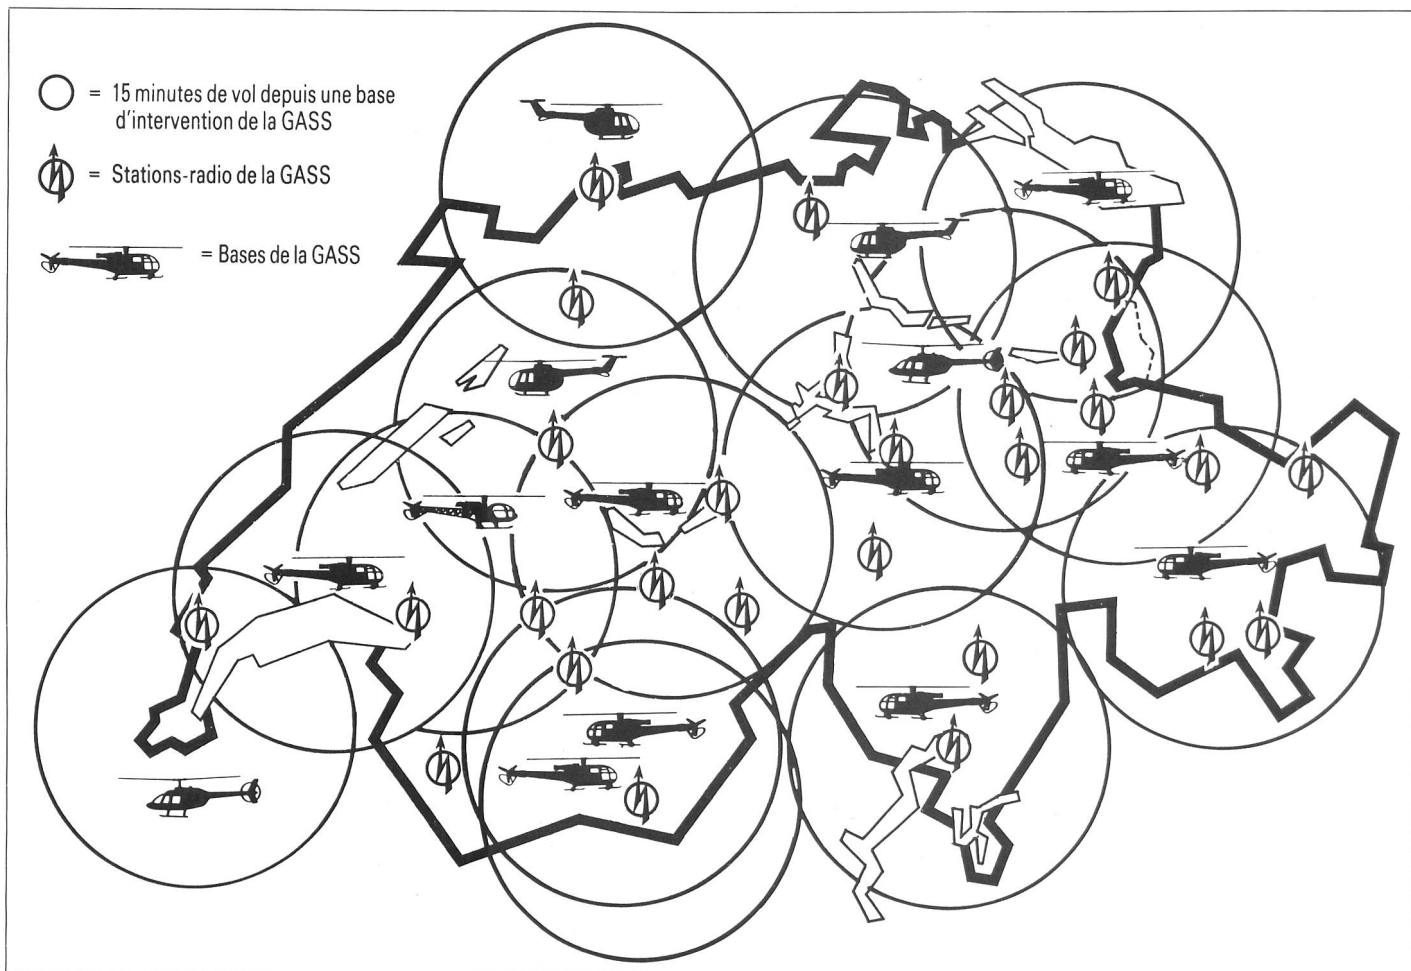 = 15 minutes de vol depuis une base
d'intervention de la GASS
= Stations-radio de la GASS
= Bases de la GASS